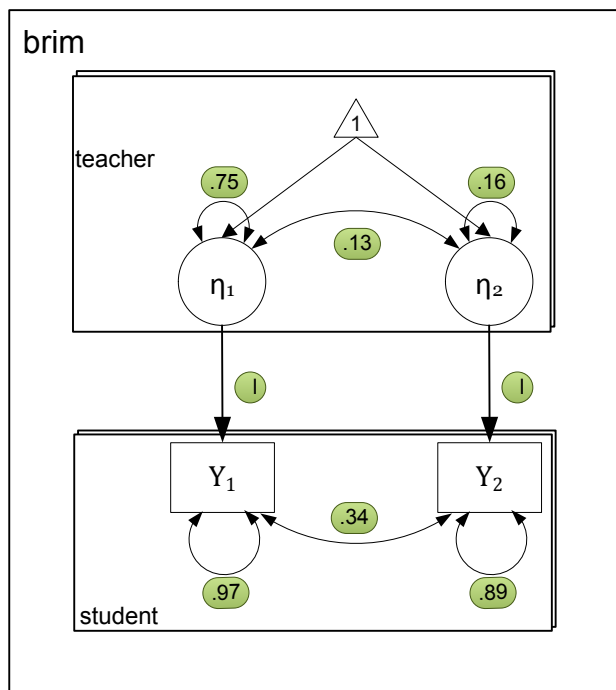 brim
1
teacher
.75
.16
.13
η₁
η₂
I
I
Y₁
Y₂
.34
.97
.89
student